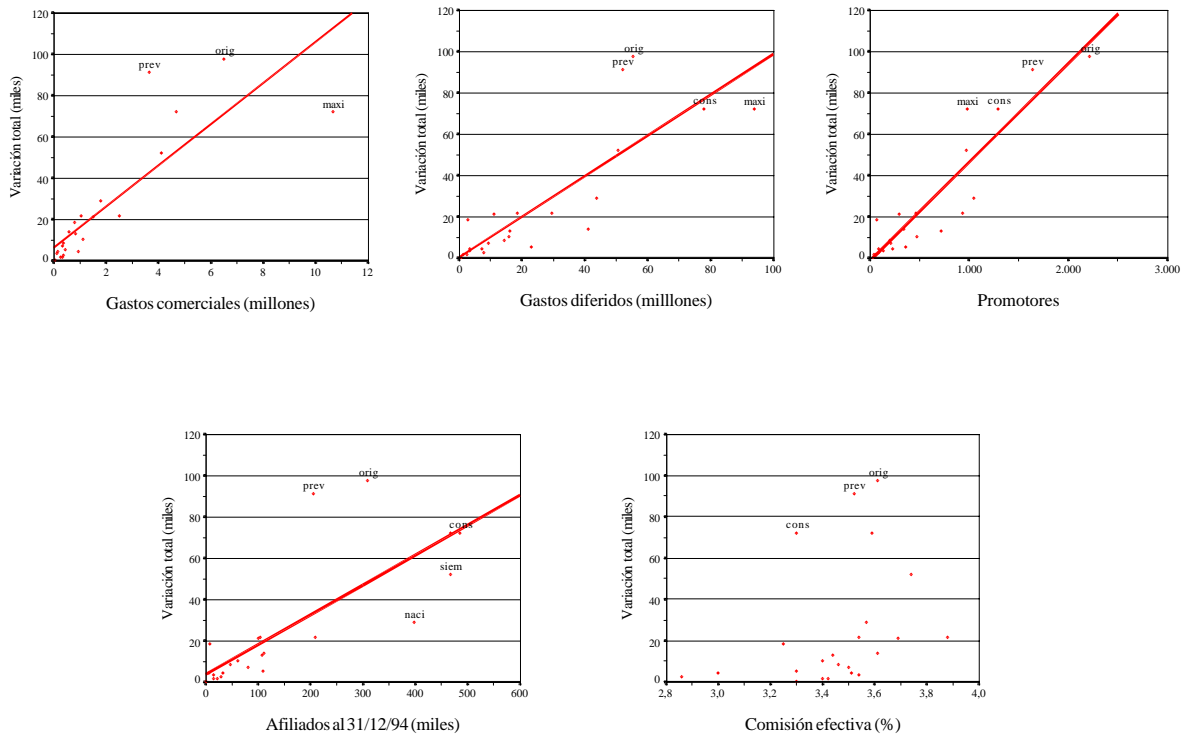 120
100
80
60
40
20
0
Variación total (miles)
prev
orig
maxi
0 2 4 6 8 10 12
Gastos comerciales (millones)
120
100
80
60
40
20
0
Variación total (miles)
orig
prev
cons
maxi
0 20 40 60 80 100
Gastos diferidos (milllones)
120
100
80
60
40
20
0
Variación total (miles)
orig
prev
maxi
cons
0 1.000 2.000 3.000
Promotores
120
100
80
60
40
20
0
Variación total (miles)
orig
prev
cons
siem
naci
0 100 200 300 400 500 600
Afiliados al 31/12/94 (miles)
120
100
80
60
40
20
0
Variación total (miles)
orig
prev
cons
2,8 3,0 3,2 3,4 3,6 3,8 4,0
Comisión efectiva (%)